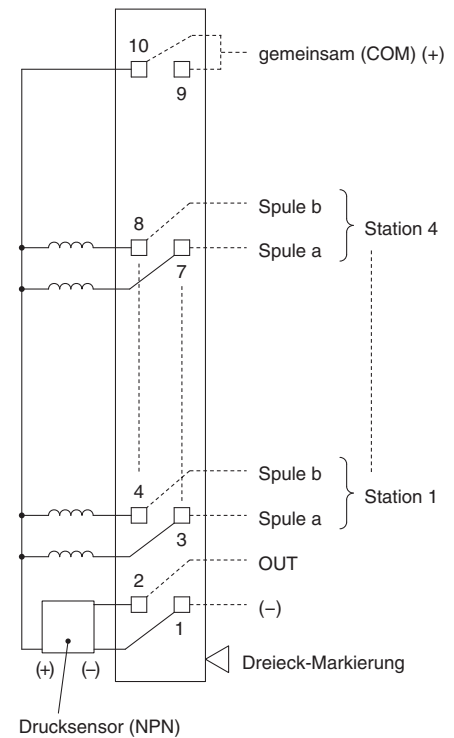 10
gemeinsam (COM) (+)
9
8
Spule b
Station 4
Spule a
7
4
Spule b
Station 1
Spule a
3
OUT
2
(–)
1
(+) (–)
Dreieck-Markierung
Drucksensor (NPN)